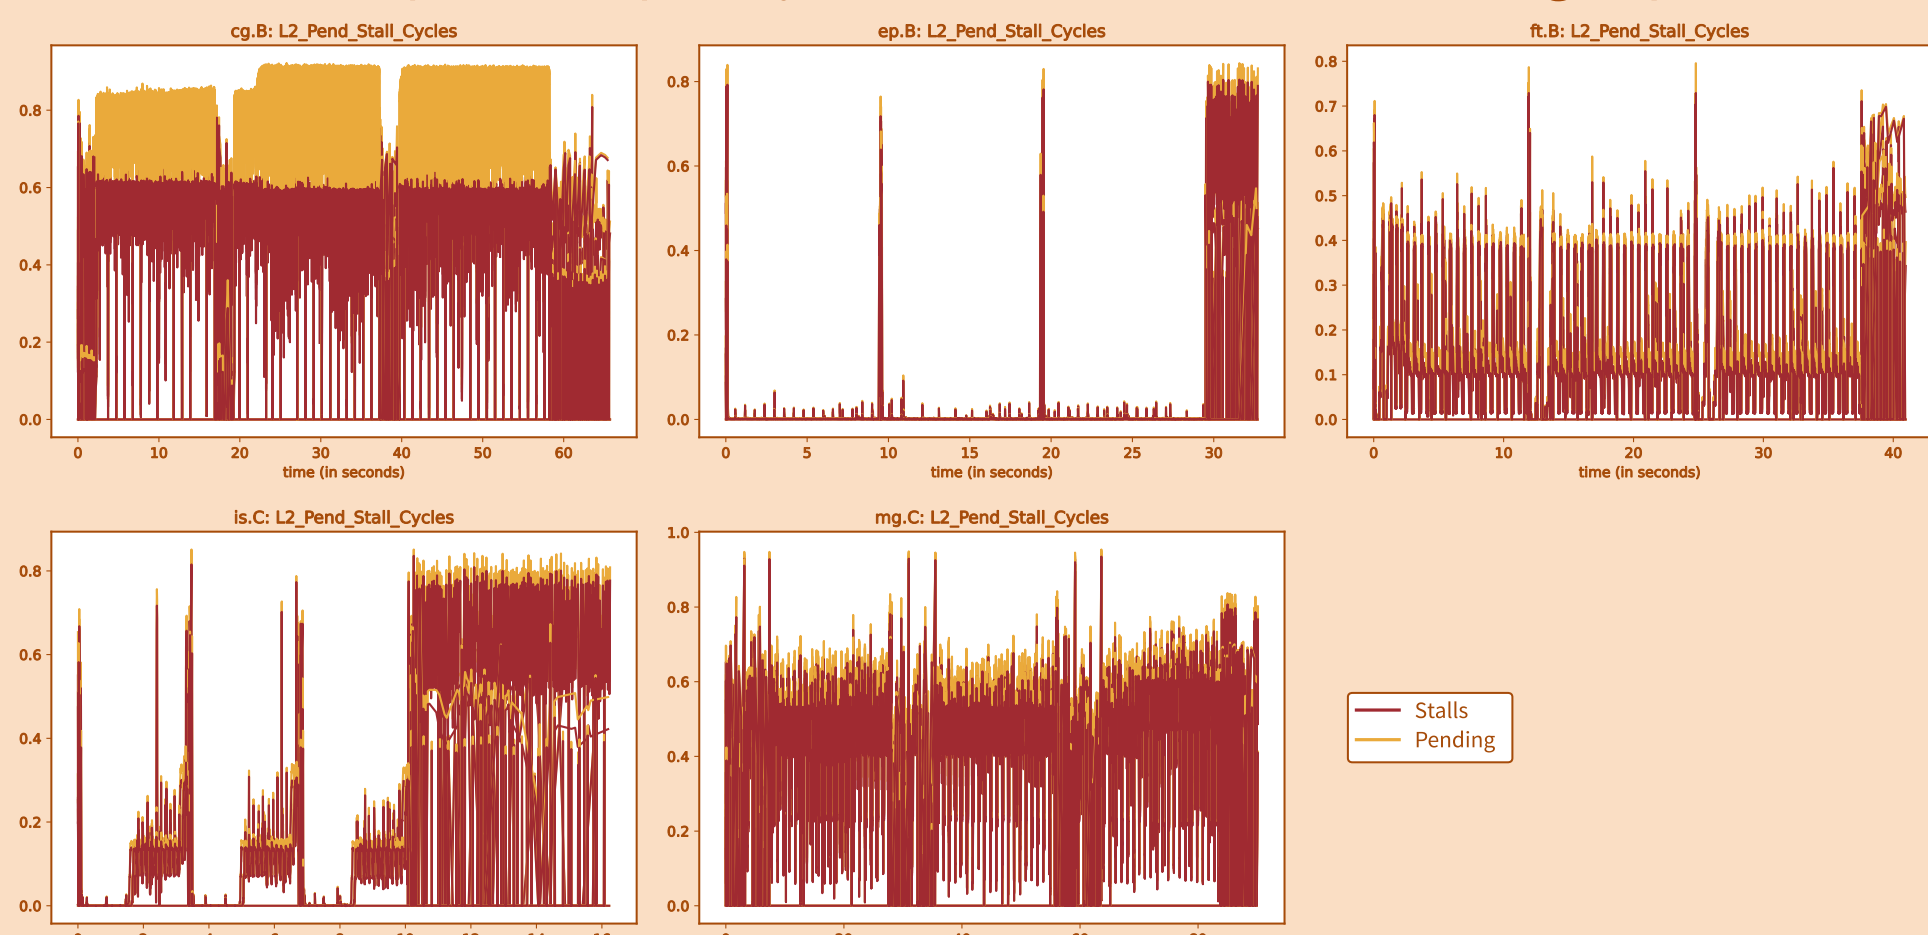 cg.B: L2_Pend_Stall_Cycles
0.8
0.6
0.4
0.2
0.0
0 10 20 30 40 50 60
time (in seconds)
ep.B: L2_Pend_Stall_Cycles
0.8
0.6
0.4
0.2
0.0
0 5 10 15 20 25 30
time (in seconds)
ft.B: L2_Pend_Stall_Cycles
0.8
0.7
0.6
0.5
0.4
0.3
0.2
0.1
0.0
0 10 20 30 40
time (in seconds)
is.C: L2_Pend_Stall_Cycles
0.8
0.6
0.4
0.2
0.0
mg.C: L2_Pend_Stall_Cycles
1.0
0.8
0.6
0.4
0.2
0.0
Stalls
Pending